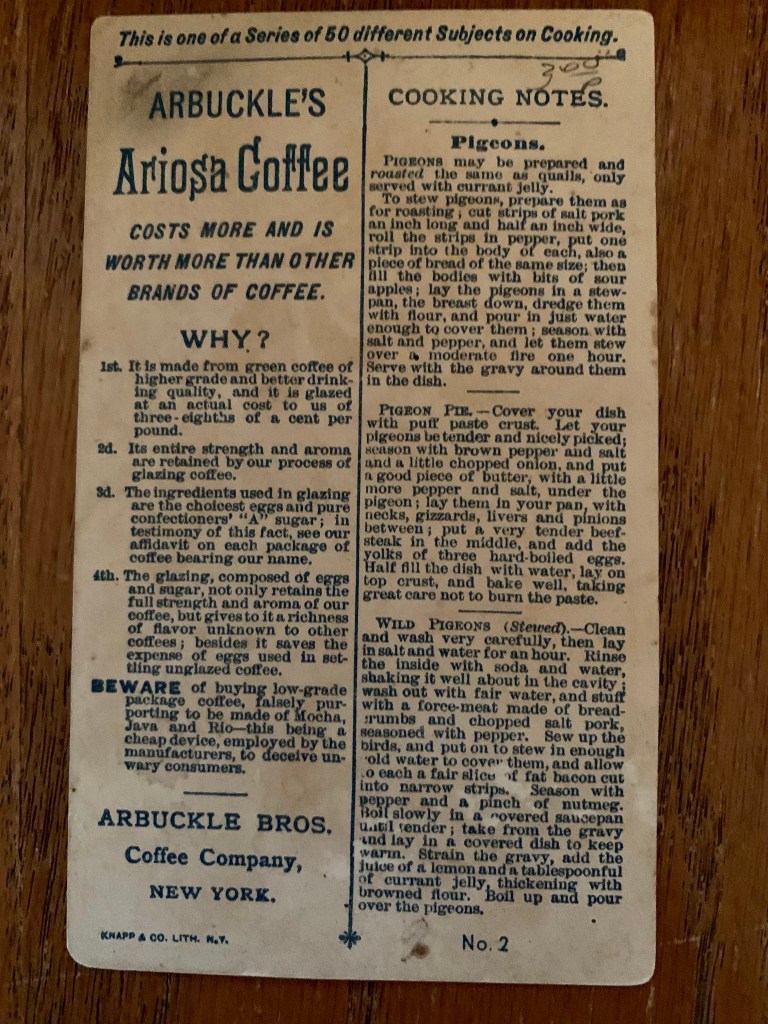 This is one of a Series of 50 different Subjects on Cooking.
ARBUCKLE'S
Ariosa Coffee
COSTS MORE AND IS
WORTH MORE THAN OTHER
BRANDS OF COFFEE.
WHY?
1st. It is made from green coffee of
higher grade and better drink-
ing quality, and it is glazed
at an actual cost to us of
three-eighths of a cent per
pound.
2d. Its entire strength and aroma
are retained by our process of
glazing coffee.
3d. The ingredients used in glazing
are the choicest eggs and pure
confectioners' "A" sugar; in
testimony of this fact, see our
affidavit on each package of
coffee bearing our name.
4th. The glazing, composed of eggs
and sugar, not only retains the
full strength and aroma of our
coffee, but gives to it a richness
of flavor unknown to other
coffees; besides it saves the
expense of eggs used in set-
tling unglazed coffee.
BEWARE of buying low-grade
package coffee, falsely pur-
porting to be made of Mocha,
Java and Rio—this being a
cheap device, employed by the
manufacturers, to deceive un-
wary consumers.
ARBUCKLE BROS.
Coffee Company,
NEW YORK.
KNAPP & CO. LITH. N.Y.
COOKING NOTES.
Pigeons.
PIGEONS may be prepared and
roasted the same as quails, only
served with currant jelly.
To stew pigeons, prepare them as
for roasting; cut strips of salt pork
an inch long and half an inch wide,
roll the strips in pepper, put one
strip into the body of each, also a
piece of bread of the same size; then
fill the bodies with bits of sour
apples; lay the pigeons in a stew-
pan, the breast down, dredge them
with flour, and pour in just water
enough to cover them; season with
salt and pepper, and let them stew
over a moderate fire one hour.
Serve with the gravy around them
in the dish.
PIGEON PIE.—Cover your dish
with puff paste crust. Let your
pigeons be tender and nicely picked;
season with brown pepper and salt
and a little chopped onion, and put
a good piece of butter, with a little
more pepper and salt, under the
pigeon; lay them in your pan, with
necks, gizzards, livers and pinions
between; put a very tender beef-
steak in the middle, and add the
yolks of three hard-boiled eggs.
Half fill the dish with water, lay on
top crust, and bake well, taking
great care not to burn the paste.
WILD PIGEONS (Stewed).—Clean
and wash very carefully, then lay
in salt and water for an hour. Rinse
the inside with soda and water,
shaking it well about in the cavity;
wash out with fair water, and stuff
with a force-meat made of bread-
crumbs and chopped salt pork,
seasoned with pepper. Sew up the
birds, and put on to stew in enough
cold water to cover them, and allow
to each a fair slice of fat bacon cut
into narrow strips. Season with
pepper and a pinch of nutmeg.
Boil slowly in a covered saucepan
until tender; take from the gravy
and lay in a covered dish to keep
warm. Strain the gravy, add the
juice of a lemon and a tablespoonful
of currant jelly, thickening with
browned flour. Boil up and pour
over the pigeons.
No. 2